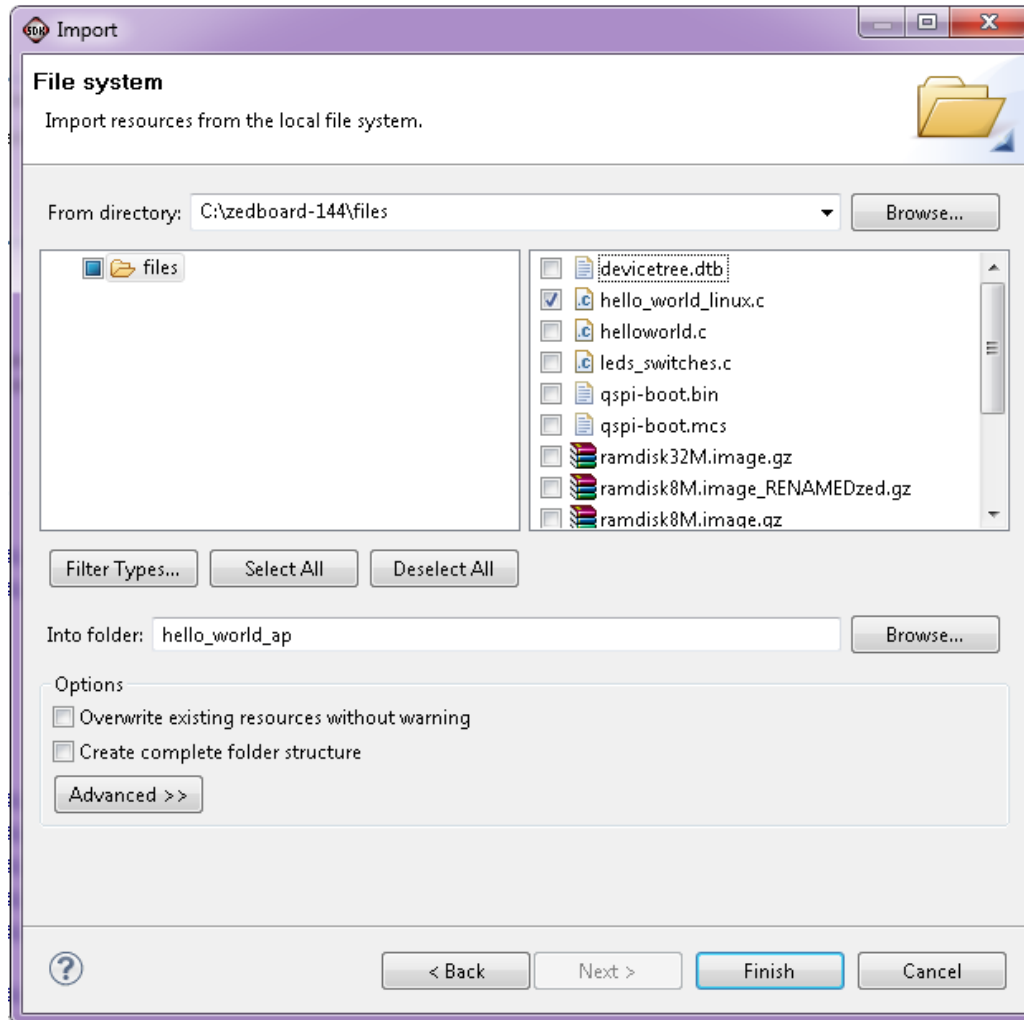 SDK Import
File system
Import resources from the local file system.
From directory: C:\zedboard-144\files Browse...
files
devicetree.dtb
.c hello_world_linux.c
.c helloworld.c
.c leds_switches.c
qspi-boot.bin
qspi-boot.mcs
ramdisk32M.image.gz
ramdisk8M.image_RENAMEDzed.gz
ramdisk8M.image.gz
Filter Types... Select All Deselect All
Into folder: hello_world_ap Browse...
Options
Overwrite existing resources without warning
Create complete folder structure
Advanced >>
? < Back Next > Finish Cancel